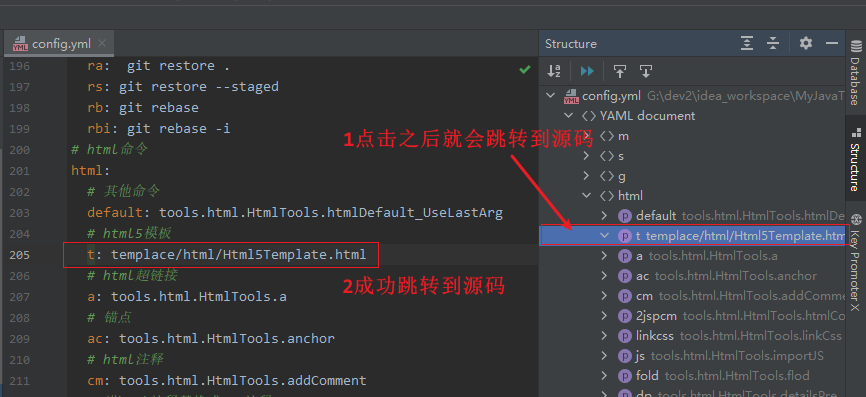 config.yml
196 ra: git restore .
197 rs: git restore --staged
198 rb: git rebase
199 rbi: git rebase -i
200 # html命令
201 html:
202 # 其他命令
203 default: tools.html.HtmlTools.htmlDefault_UseLastArg
204 # html5模板
205 t: templace/html/Html5Template.html
206 # html超链接
207 a: tools.html.HtmlTools.a
208 # 锚点
209 ac: tools.html.HtmlTools.anchor
210 # html注释
211 cm: tools.html.HtmlTools.addComment
1点击之后就会跳转到源码
2成功跳转到源码
Structure
config.yml G:\dev2\idea_workspace\MyJavaT
YAML document
m
s
g
html
default tools.html.HtmlTools.htmlDe
t templace/html/Html5Template.htm
a tools.html.HtmlTools.a
ac tools.html.HtmlTools.anchor
cm tools.html.HtmlTools.addComme
2jspcm tools.html.HtmlTools.htmlCo
linkcss tools.html.HtmlTools.linkCss
js tools.html.HtmlTools.importJS
fold tools.html.HtmlTools.flod
dp tools.html.HtmlTools.detailsPre
Database
Structure
Key Promoter X